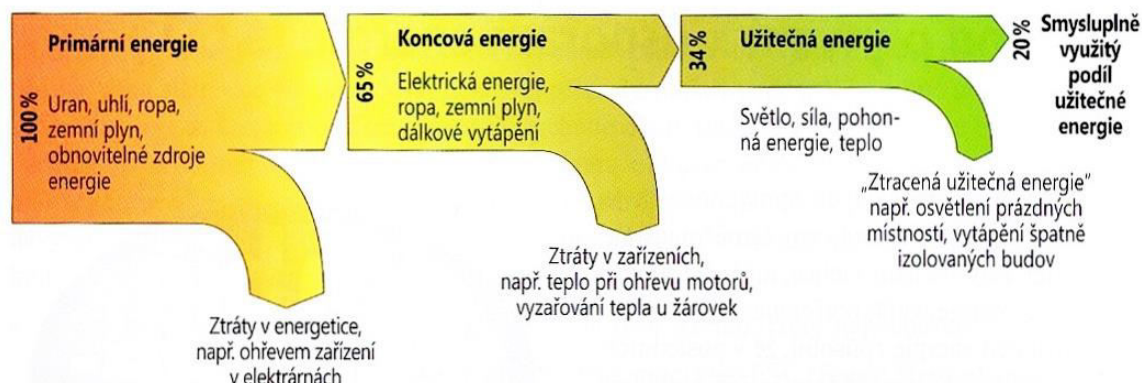 100 %
Primární energie
Uran, uhlí, ropa,
zemní plyn,
obnovitelné zdroje
energie
Ztráty v energetice,
např. ohřevem zařízení
v elektrárnách
65 %
Koncová energie
Elektrická energie,
ropa, zemní plyn,
dálkové vytápění
Ztráty v zařízeních,
např. teplo při ohřevu motorů,
vyzařování tepla u žárovek
34 %
Užitečná energie
Světlo, síla, pohon-
ná energie, teplo
„Ztracená užitečná energie“
např. osvětlení prázdných
místností, vytápění špatně
izolovaných budov
20 %
Smysluplně
využitý
podíl
užitečné
energie